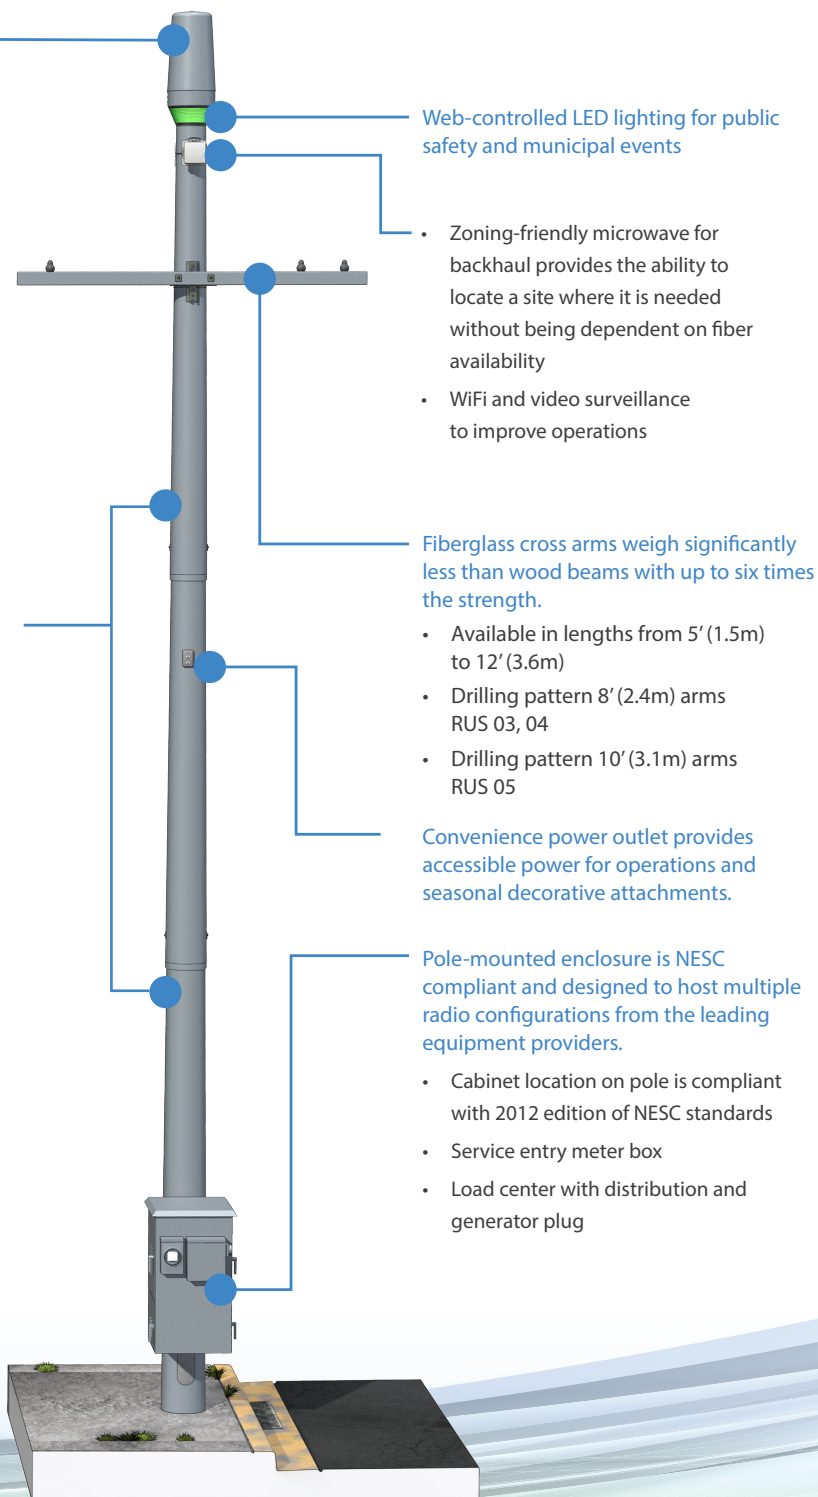 Web-controlled LED lighting for public
safety and municipal events
• Zoning-friendly microwave for
backhaul provides the ability to
locate a site where it is needed
without being dependent on fiber
availability
• WiFi and video surveillance
to improve operations
Fiberglass cross arms weigh significantly
less than wood beams with up to six times
the strength.
• Available in lengths from 5’ (1.5m)
to 12’ (3.6m)
• Drilling pattern 8’ (2.4m) arms
RUS 03, 04
• Drilling pattern 10’ (3.1m) arms
RUS 05
Convenience power outlet provides
accessible power for operations and
seasonal decorative attachments.
Pole-mounted enclosure is NESC
compliant and designed to host multiple
radio configurations from the leading
equipment providers.
• Cabinet location on pole is compliant
with 2012 edition of NESC standards
• Service entry meter box
• Load center with distribution and
generator plug